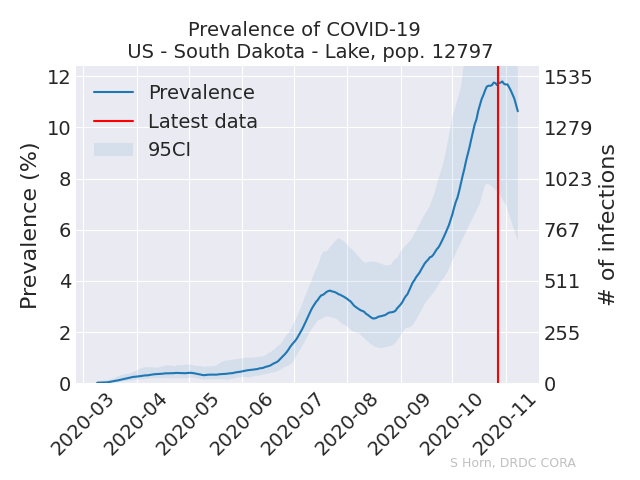 Prevalence of COVID-19
US - South Dakota - Lake, pop. 12797
Prevalence
Latest data
95CI
Prevalence (%)
12
10
8
6
4
2
0
# of infections
1535
1279
1023
767
511
255
0
2020-03
2020-04
2020-05
2020-06
2020-07
2020-08
2020-09
2020-10
2020-11
S Horn, DRDC CORA